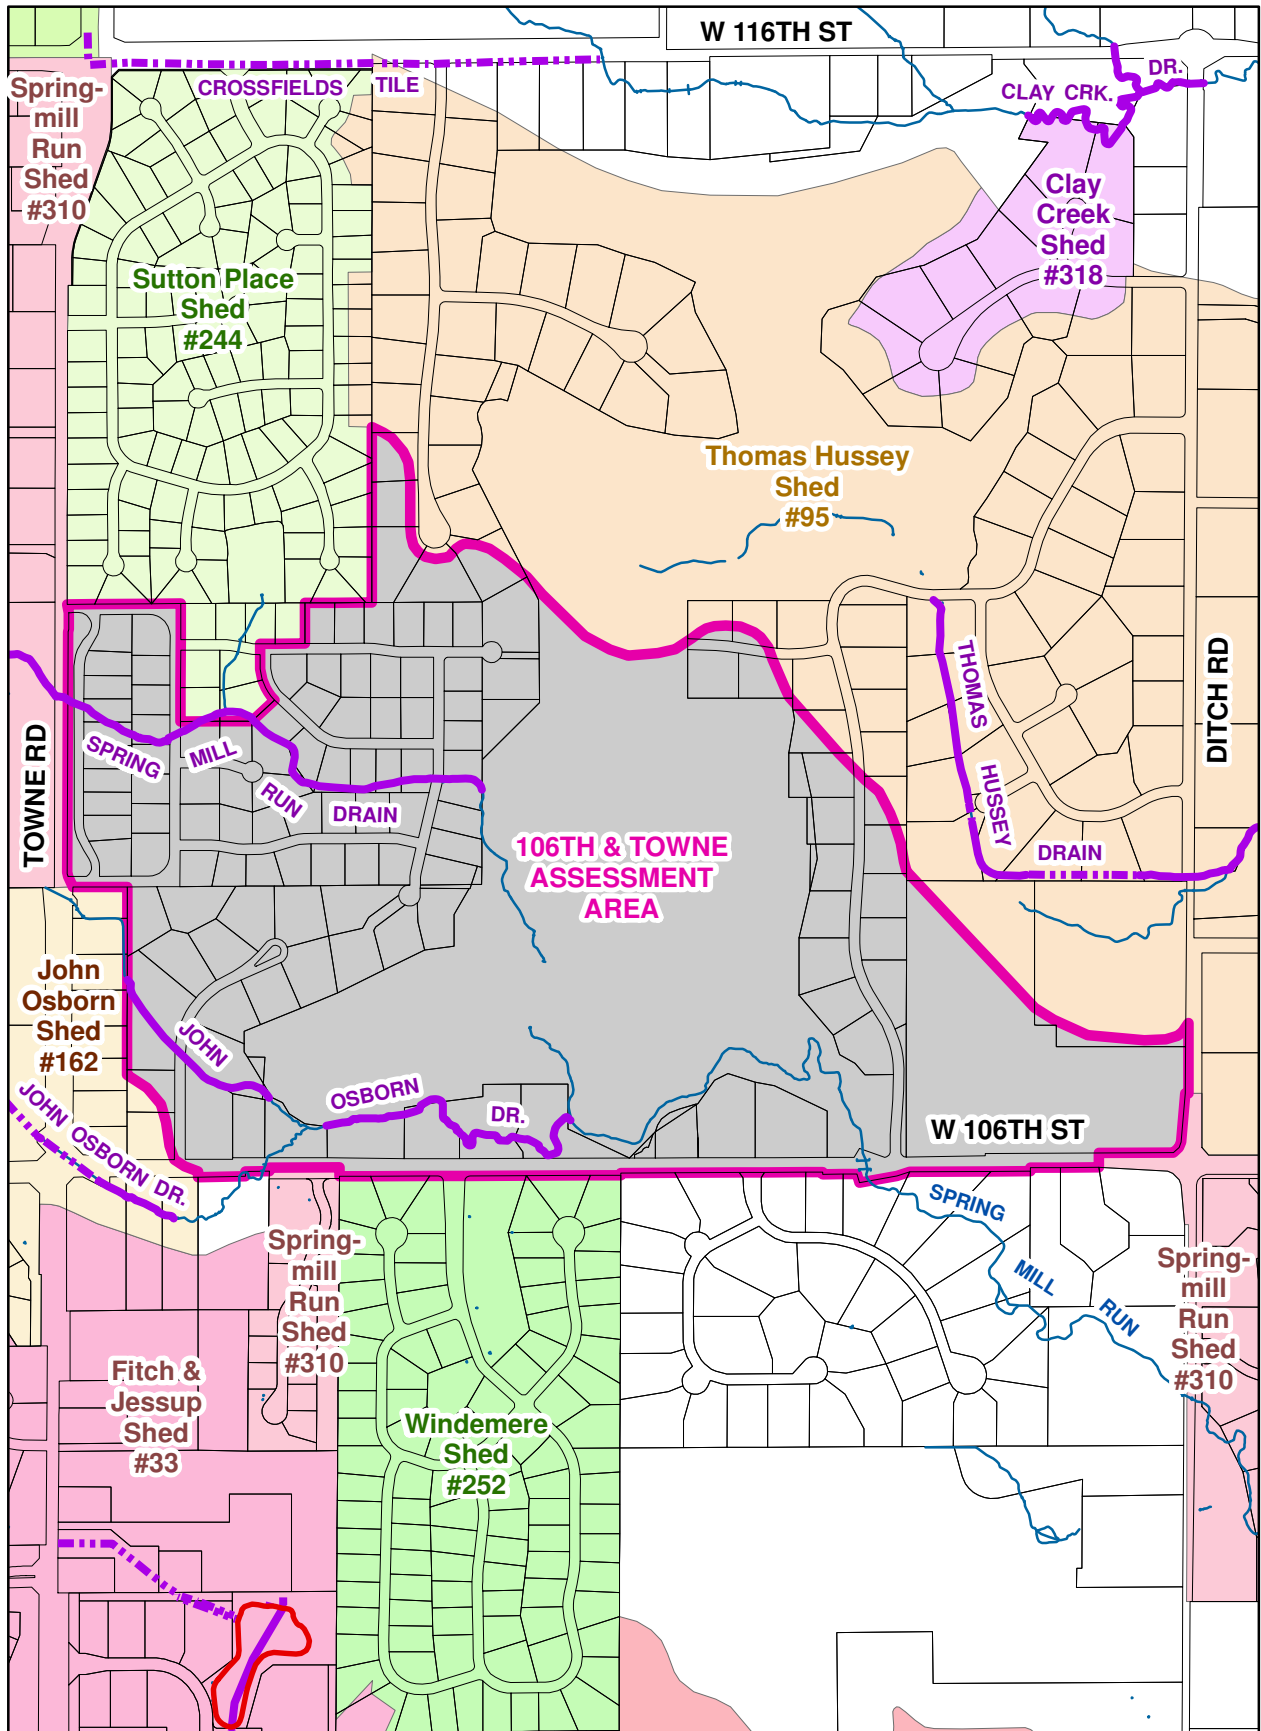 W 116TH ST
CROSSFIELDS TILE
DR.
CLAY CRK.
Spring-
mill
Run
Shed
#310
Clay
Creek
Shed
#318
Sutton Place
Shed
#244
Thomas Hussey
Shed
#95
THOMAS
HUSSEY
DRAIN
DITCH RD
TOWNE RD
SPRING
MILL
RUN
DRAIN
106TH & TOWNE
ASSESSMENT
AREA
John
Osborn
Shed
#162
JOHN
OSBORN
DR.
JOHN OSBORN DR.
W 106TH ST
SPRING
MILL
RUN
Spring-
mill
Run
Shed
#310
Spring-
mill
Run
Shed
#310
Fitch &
Jessup
Shed
#33
Windemere
Shed
#252